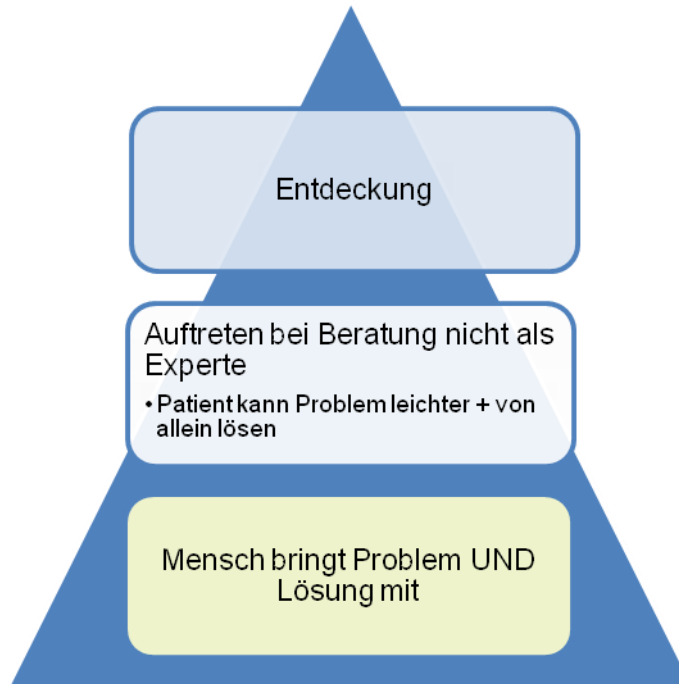 Entdeckung
Auftreten bei Beratung nicht als
Experte
• Patient kann Problem leichter + von
allein lösen
Mensch bringt Problem UND
Lösung mit